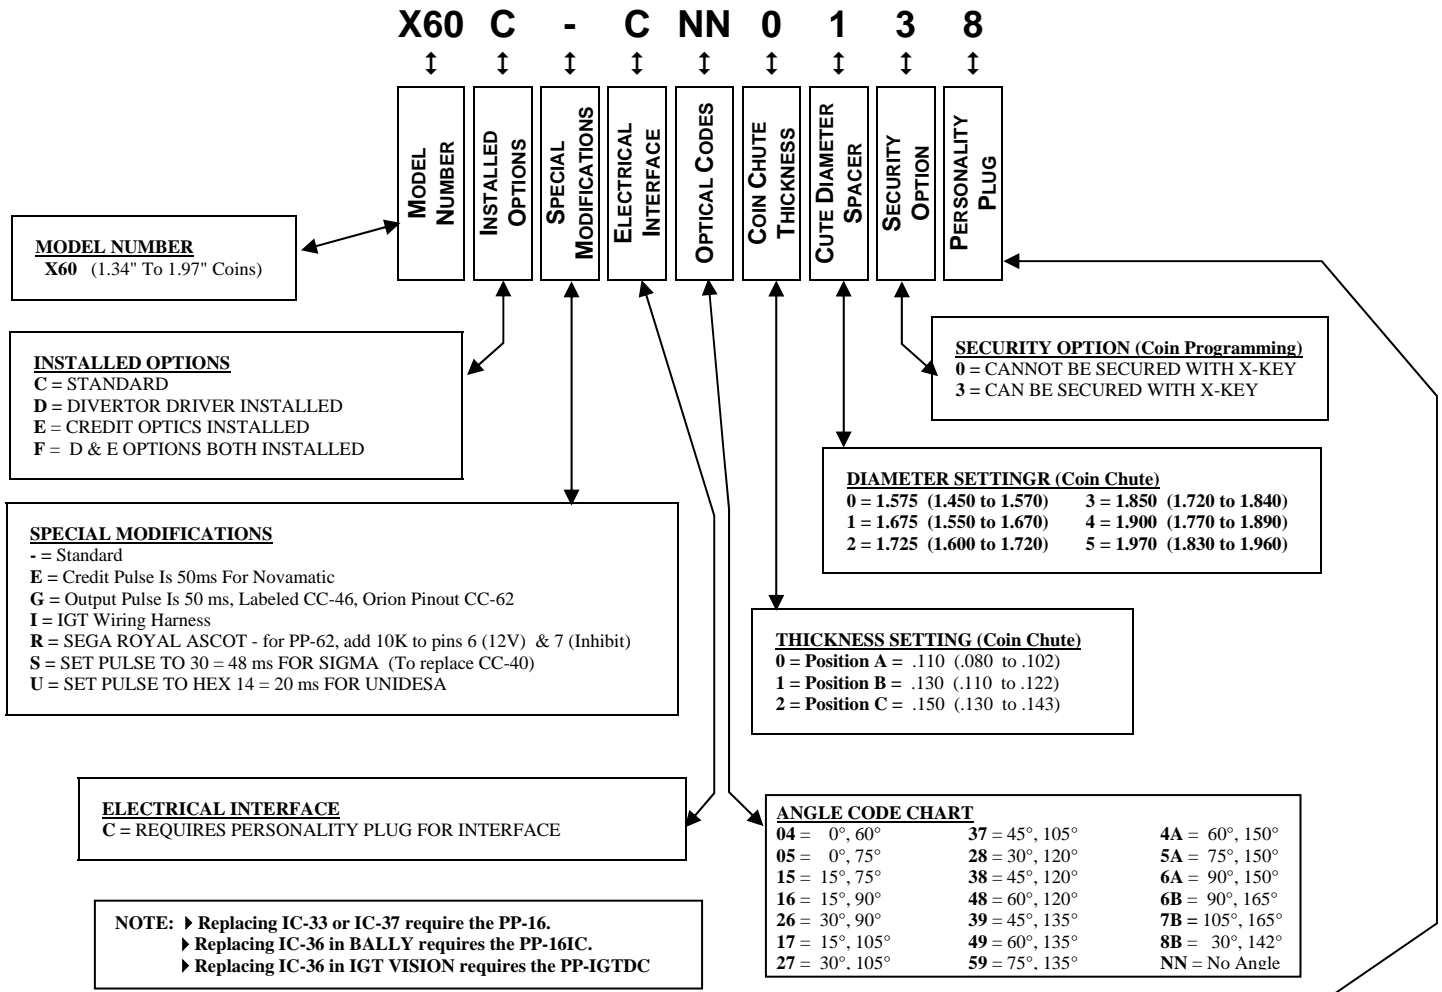 X60 C - C NN 0 1 3 8
MODEL
NUMBER
INSTALLED
OPTIONS
SPECIAL
MODIFICATIONS
ELECTRICAL
INTERFACE
OPTICAL CODES
COIN CHUTE
THICKNESS
CUTE DIAMETER
SPACER
SECURITY
OPTION
PERSONALITY
PLUG
MODEL NUMBER
X60 (1.34" To 1.97" Coins)
INSTALLED OPTIONS
C = STANDARD
D = DIVERTOR DRIVER INSTALLED
E = CREDIT OPTICS INSTALLED
F = D & E OPTIONS BOTH INSTALLED
SECURITY OPTION (Coin Programming)
0 = CANNOT BE SECURED WITH X-KEY
3 = CAN BE SECURED WITH X-KEY
DIAMETER SETTINGR (Coin Chute)
0 = 1.575 (1.450 to 1.570) 3 = 1.850 (1.720 to 1.840)
1 = 1.675 (1.550 to 1.670) 4 = 1.900 (1.770 to 1.890)
2 = 1.725 (1.600 to 1.720) 5 = 1.970 (1.830 to 1.960)
SPECIAL MODIFICATIONS
- = Standard
E = Credit Pulse Is 50ms For Novamatic
G = Output Pulse Is 50 ms, Labeled CC-46, Orion Pinout CC-62
I = IGT Wiring Harness
R = SEGA ROYAL ASCOT - for PP-62, add 10K to pins 6 (12V) & 7 (Inhibit)
S = SET PULSE TO 30 = 48 ms FOR SIGMA (To replace CC-40)
U = SET PULSE TO HEX 14 = 20 ms FOR UNIDESA
THICKNESS SETTING (Coin Chute)
0 = Position A = .110 (.080 to .102)
1 = Position B = .130 (.110 to .122)
2 = Position C = .150 (.130 to .143)
ELECTRICAL INTERFACE
C = REQUIRES PERSONALITY PLUG FOR INTERFACE
ANGLE CODE CHART
04 = 0°, 60° 37 = 45°, 105° 4A = 60°, 150°
05 = 0°, 75° 28 = 30°, 120° 5A = 75°, 150°
15 = 15°, 75° 38 = 45°, 120° 6A = 90°, 150°
16 = 15°, 90° 48 = 60°, 120° 6B = 90°, 165°
26 = 30°, 90° 39 = 45°, 135° 7B = 105°, 165°
17 = 15°, 105° 49 = 60°, 135° 8B = 30°, 142°
27 = 30°, 105° 59 = 75°, 135° NN = No Angle
NOTE: Replacing IC-33 or IC-37 require the PP-16.
Replacing IC-36 in BALLY requires the PP-16IC.
Replacing IC-36 in IGT VISION requires the PP-IGTDC